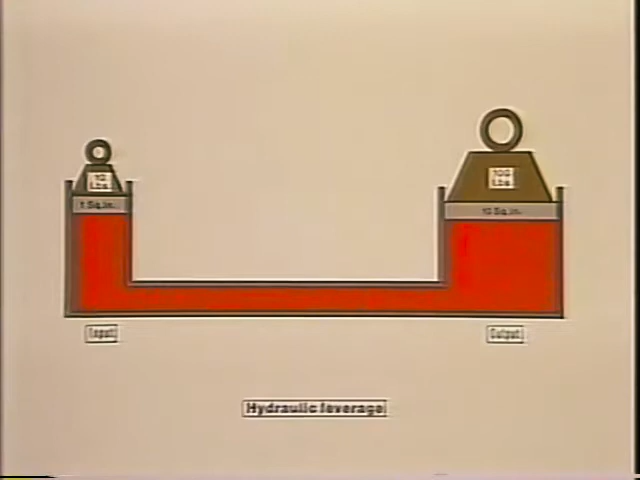 10
Lbs.
100
Lbs.
1 Sq.in.
10 Sq.in.
Input
Output
Hydraulic leverage